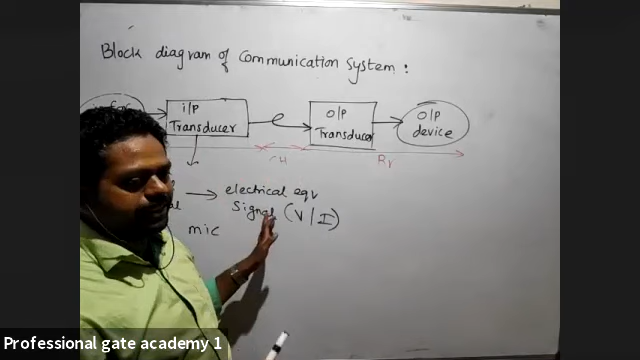 Block diagram of Communication System :
i/p Transducer
o/p Transducer
O/P device
CH
Rx
→ electrical eqv
Signal (V/I)
mic
Professional gate academy 1